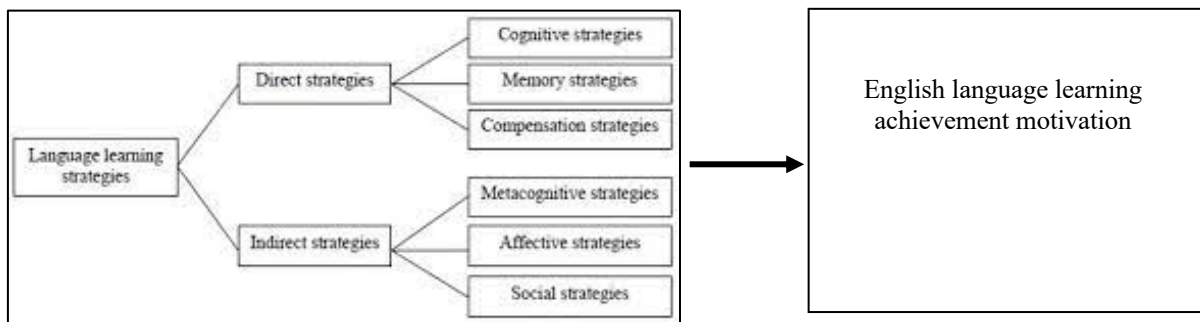 Language learning
strategies
Direct strategies
Indirect strategies
Cognitive strategies
Memory strategies
Compensation strategies
Metacognitive strategies
Affective strategies
Social strategies
English language learning
achievement motivation